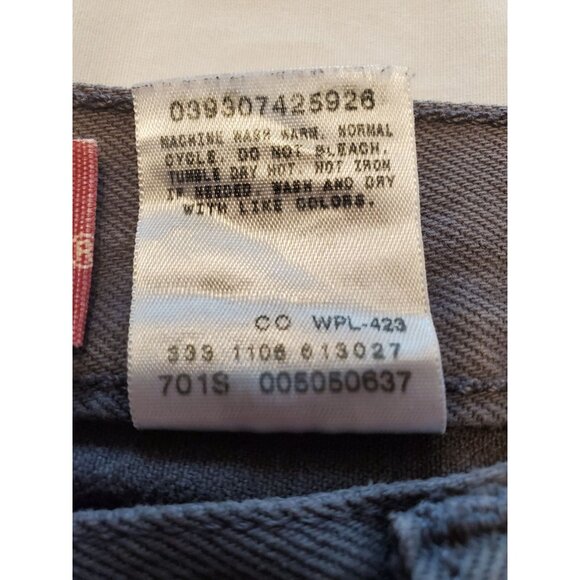 039307425926
MACHINE WASH WARM, NORMAL
CYCLE. DO NOT BLEACH.
TUMBLE DRY HOT. HOT IRON
IF NEEDED. WASH AND DRY
WITH LIKE COLORS.
®
CO WPL-423
333 1106 613027
701S 005050637